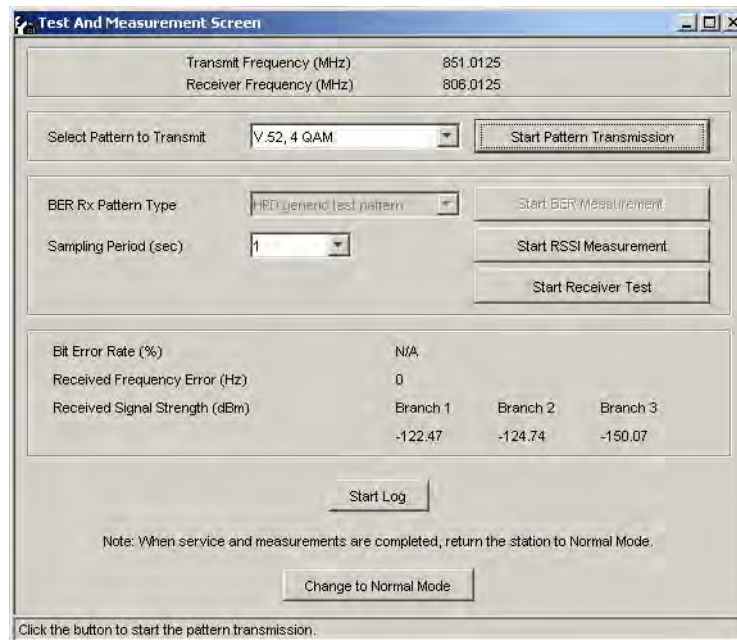 Test And Measurement Screen
Transmit Frequency (MHz) 851.0125
Receiver Frequency (MHz) 806.0125
Select Pattern to Transmit V.52, 4 QAM Start Pattern Transmission
BER Rx Pattern Type HPD generic test pattern Start BER Measurement
Sampling Period (sec) 1 Start RSSI Measurement
Start Receiver Test
Bit Error Rate (%) N/A
Received Frequency Error (Hz) 0
Received Signal Strength (dBm) Branch 1 Branch 2 Branch 3
-122.47 -124.74 -150.07
Start Log
Note: When service and measurements are completed, return the station to Normal Mode.
Change to Normal Mode
Click the button to start the pattern transmission.